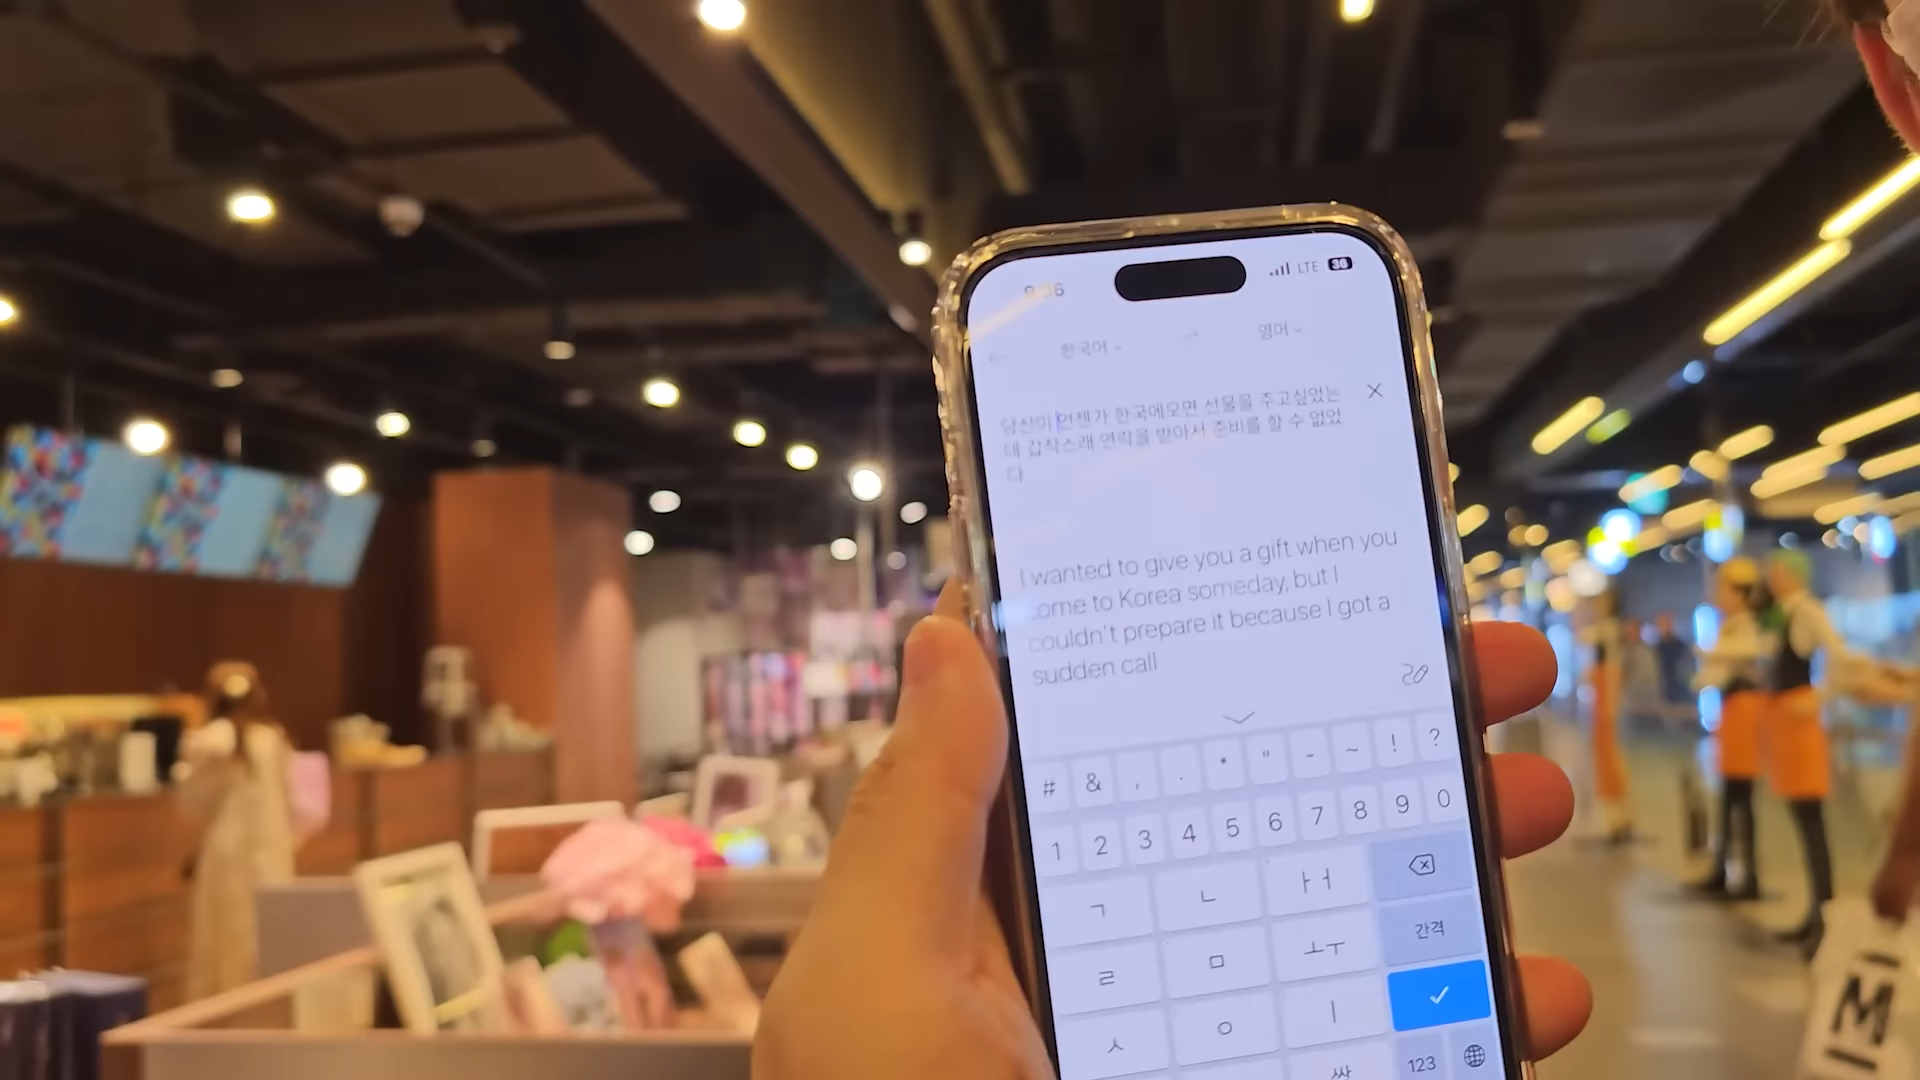 LTE 36
한국어 영어
당신이 언젠가 한국에오면 선물을 주고싶었는
데 갑작스래 연락을 받아서 준비를 할 수 없었
다
I wanted to give you a gift when you
come to Korea someday, but I
couldn't prepare it because I got a
sudden call
# & , . * " - ~ ! ?
1 2 3 4 5 6 7 8 9 0
ㄱ ㄴ ㅏㅓ
ㄹ ㅁ ㅗㅜ 간격
ㅅ ㅇ ㅣ
쌍 123
M